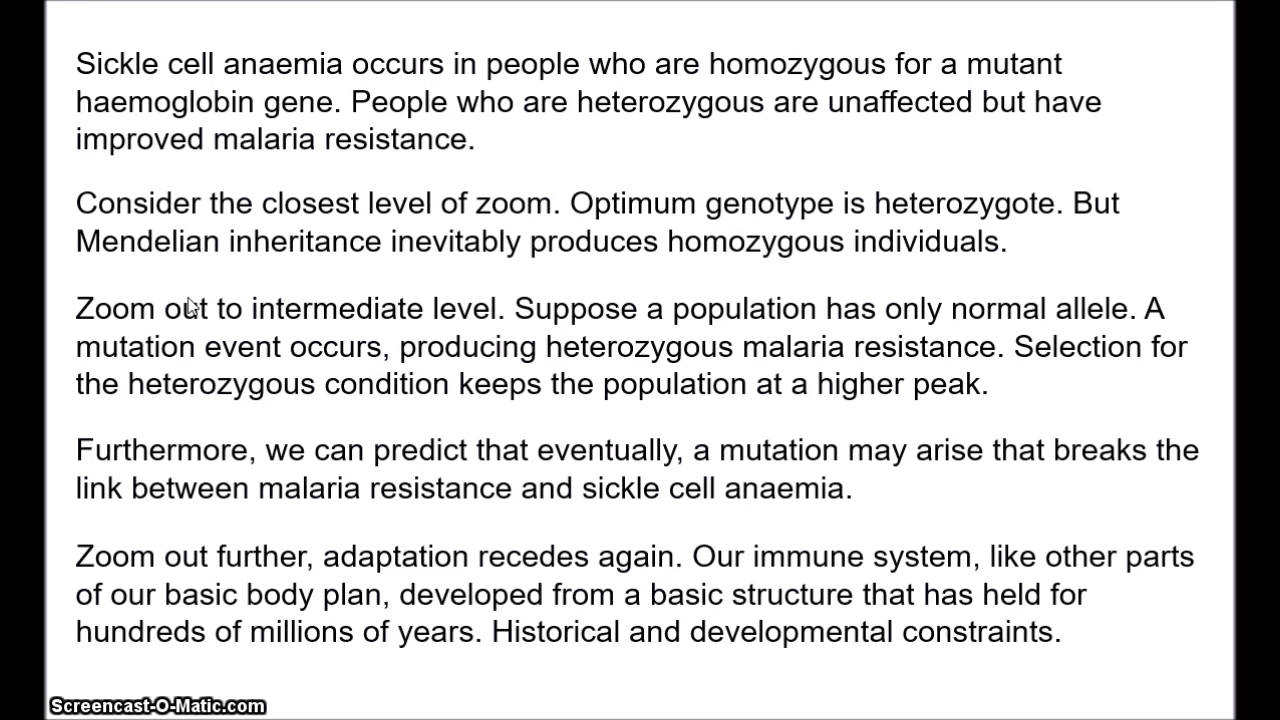 Sickle cell anaemia occurs in people who are homozygous for a mutant
haemoglobin gene. People who are heterozygous are unaffected but have
improved malaria resistance.
Consider the closest level of zoom. Optimum genotype is heterozygote. But
Mendelian inheritance inevitably produces homozygous individuals.
Zoom out to intermediate level. Suppose a population has only normal allele. A
mutation event occurs, producing heterozygous malaria resistance. Selection for
the heterozygous condition keeps the population at a higher peak.
Furthermore, we can predict that eventually, a mutation may arise that breaks the
link between malaria resistance and sickle cell anaemia.
Zoom out further, adaptation recedes again. Our immune system, like other parts
of our basic body plan, developed from a basic structure that has held for
hundreds of millions of years. Historical and developmental constraints.
Screencast-O-Matic.com